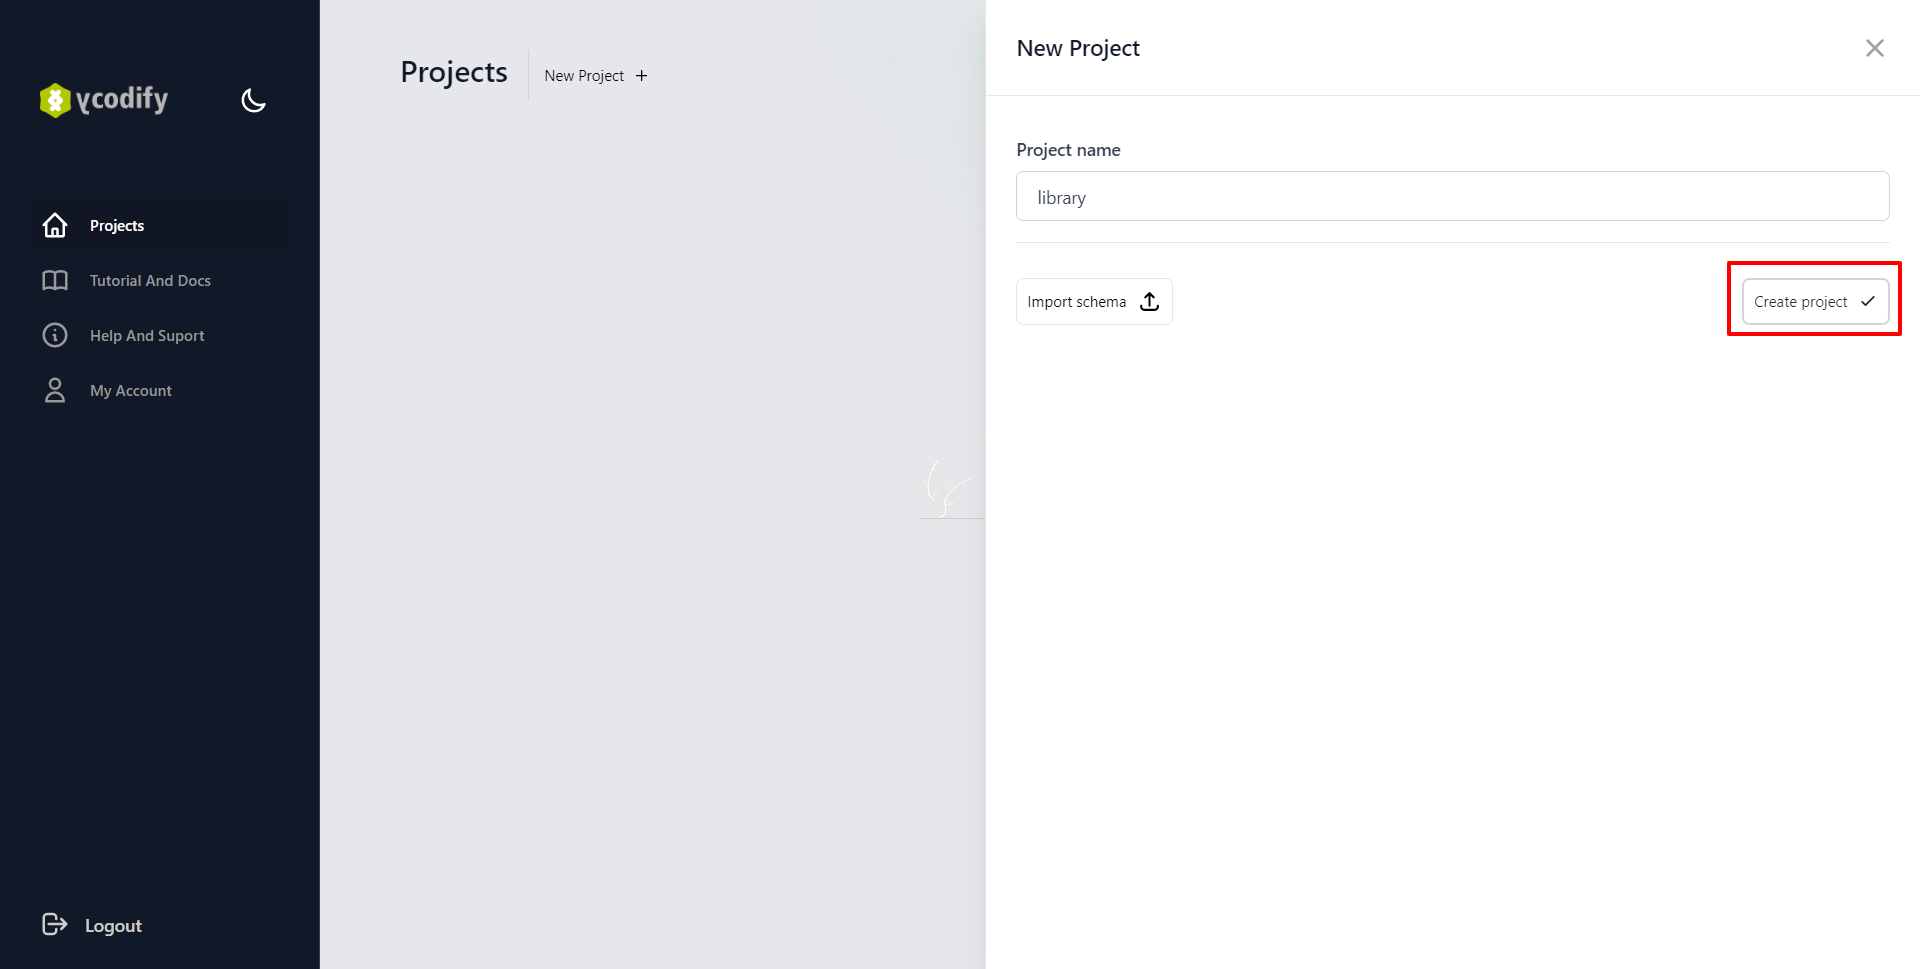 ycodify
Projects
Tutorial And Docs
Help And Suport
My Account
Logout
Projects
New Project +
New Project
Project name
library
Import schema
Create project